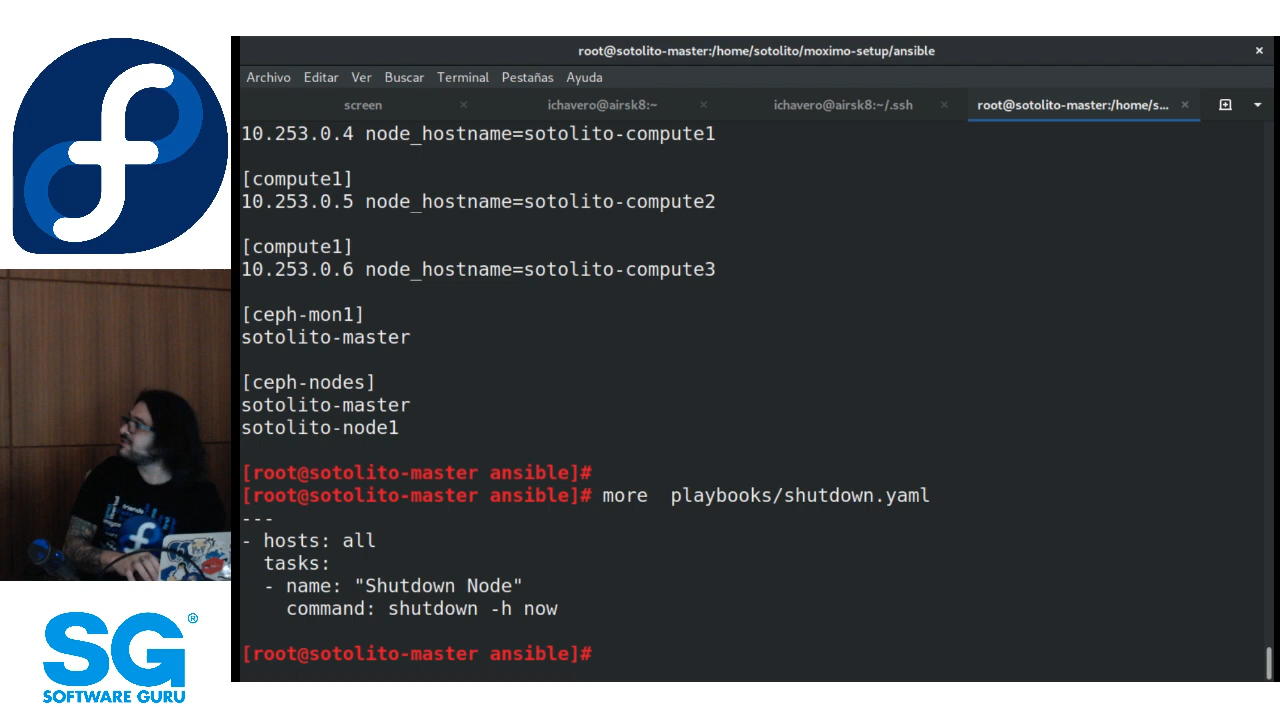 root@sotolito-master:/home/sotolito/moximo-setup/ansible
Archivo Editar Ver Buscar Terminal Pestañas Ayuda
screen
ichavero@airsk8:~
ichavero@airsk8:~/.ssh
root@sotolito-master:/home/s...
10.253.0.4 node_hostname=sotolito-compute1
[compute1]
10.253.0.5 node_hostname=sotolito-compute2
[compute1]
10.253.0.6 node_hostname=sotolito-compute3
[ceph-mon1]
sotolito-master
[ceph-nodes]
sotolito-master
sotolito-node1
[root@sotolito-master ansible]#
[root@sotolito-master ansible]# more  playbooks/shutdown.yaml
---
- hosts: all
  tasks:
  - name: "Shutdown Node"
    command: shutdown -h now
[root@sotolito-master ansible]#
SG®
SOFTWARE GURU